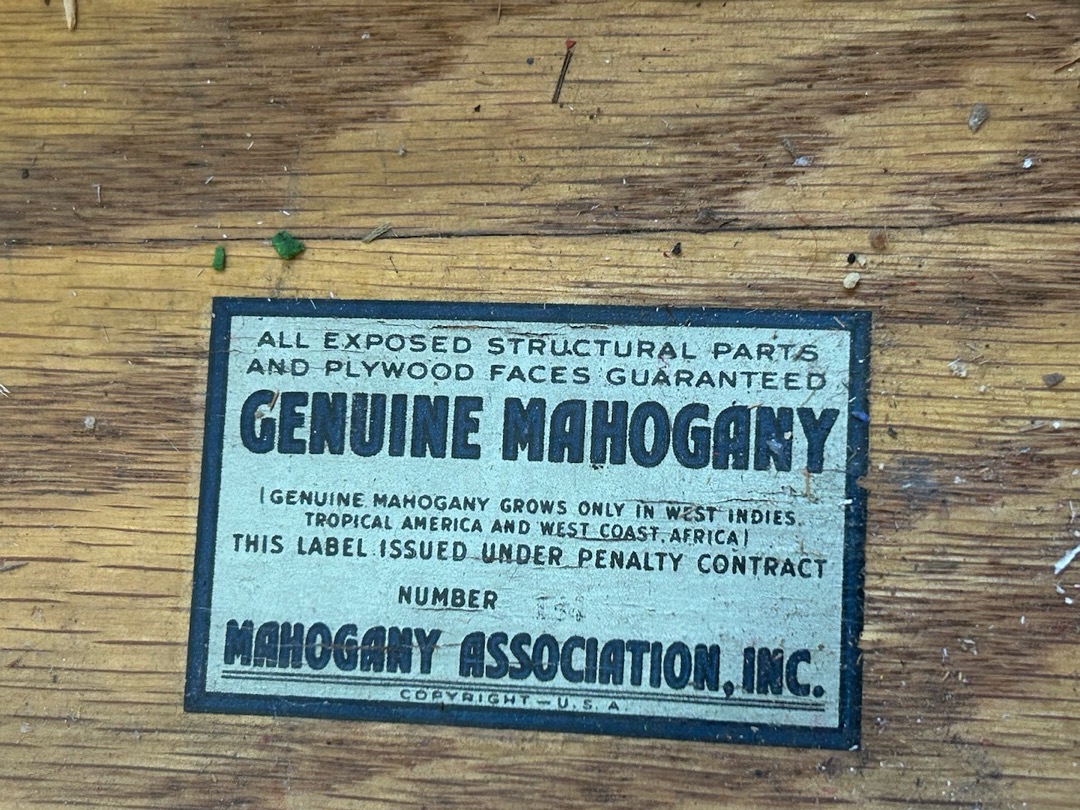 ALL EXPOSED STRUCTURAL PARTS
AND PLYWOOD FACES GUARANTEED
GENUINE MAHOGANY
(GENUINE MAHOGANY GROWS ONLY IN WEST INDIES,
TROPICAL AMERICA AND WEST COAST, AFRICA)
THIS LABEL ISSUED UNDER PENALTY CONTRACT
NUMBER
MAHOGANY ASSOCIATION, INC.
COPYRIGHT — U.S.A.